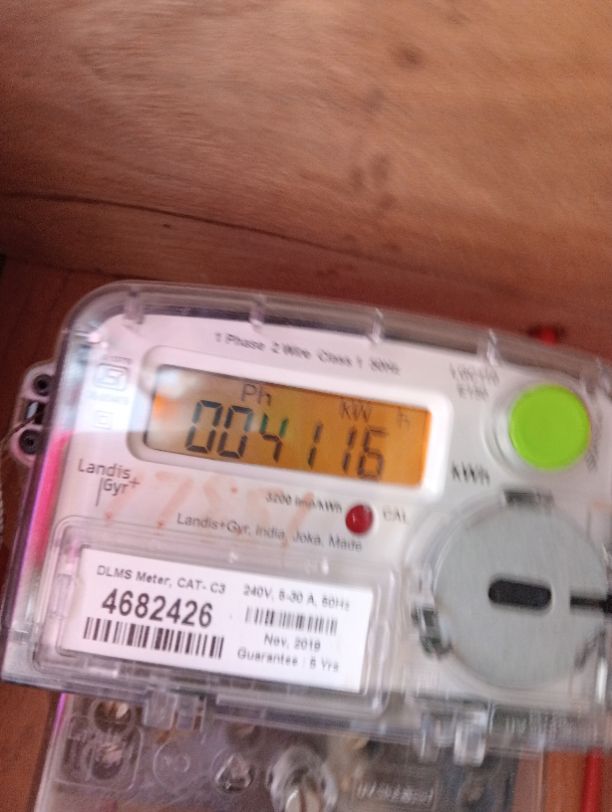 1 Phase 2 Wire Class 1 50Hz
Ph kW h
004116
kWh
Landis
Gyr+
3200 imp/kWh CAL
Landis+Gyr, India, Joka, Made
DLMS Meter, CAT- C3
4682426
240V, 5-30 A, 50Hz
Nov, 2019
Guarantee : 5 Yrs